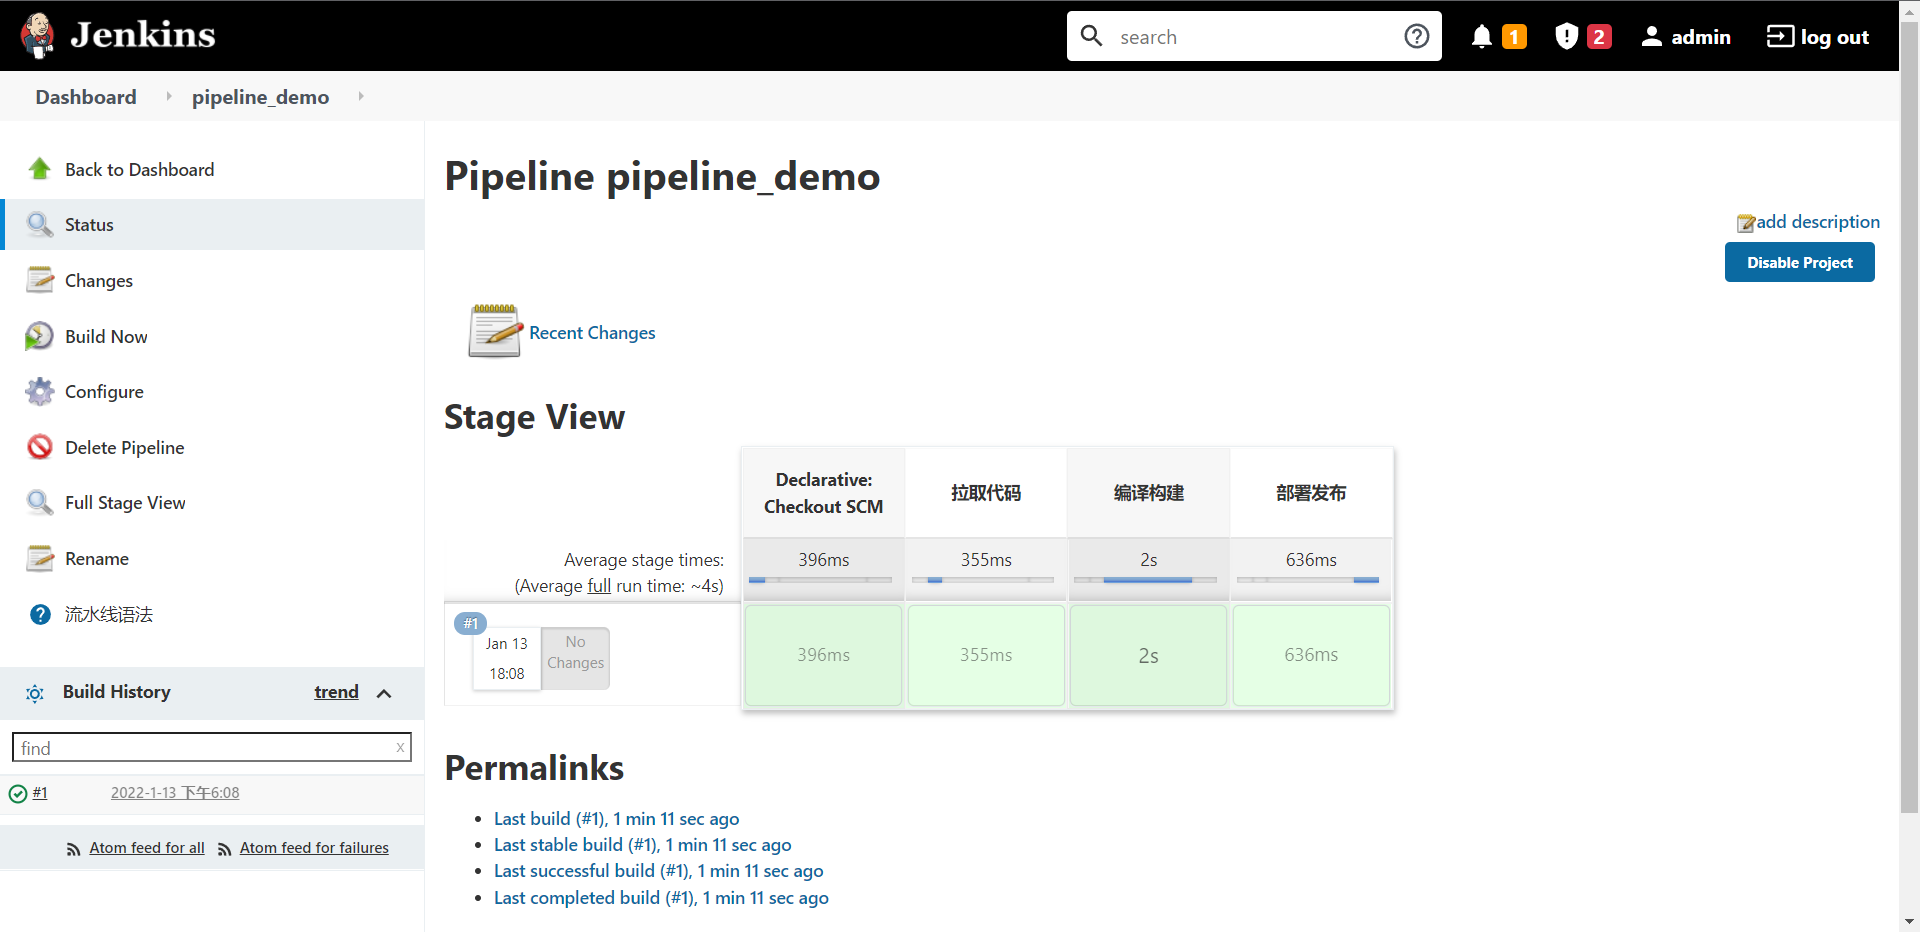 Jenkins
search
1
2
admin
log out
Dashboard
pipeline_demo
Back to Dashboard
Status
Changes
Build Now
Configure
Delete Pipeline
Full Stage View
Rename
流水线语法
Build History
trend
find
x
#1
2022-1-13 下午6:08
Atom feed for all
Atom feed for failures
Pipeline pipeline_demo
add description
Disable Project
Recent Changes
Stage View
Declarative:
Checkout SCM
拉取代码
编译构建
部署发布
Average stage times:
(Average full run time: ~4s)
396ms
355ms
2s
636ms
#1
Jan 13
18:08
No
Changes
396ms
355ms
2s
636ms
Permalinks
Last build (#1), 1 min 11 sec ago
Last stable build (#1), 1 min 11 sec ago
Last successful build (#1), 1 min 11 sec ago
Last completed build (#1), 1 min 11 sec ago